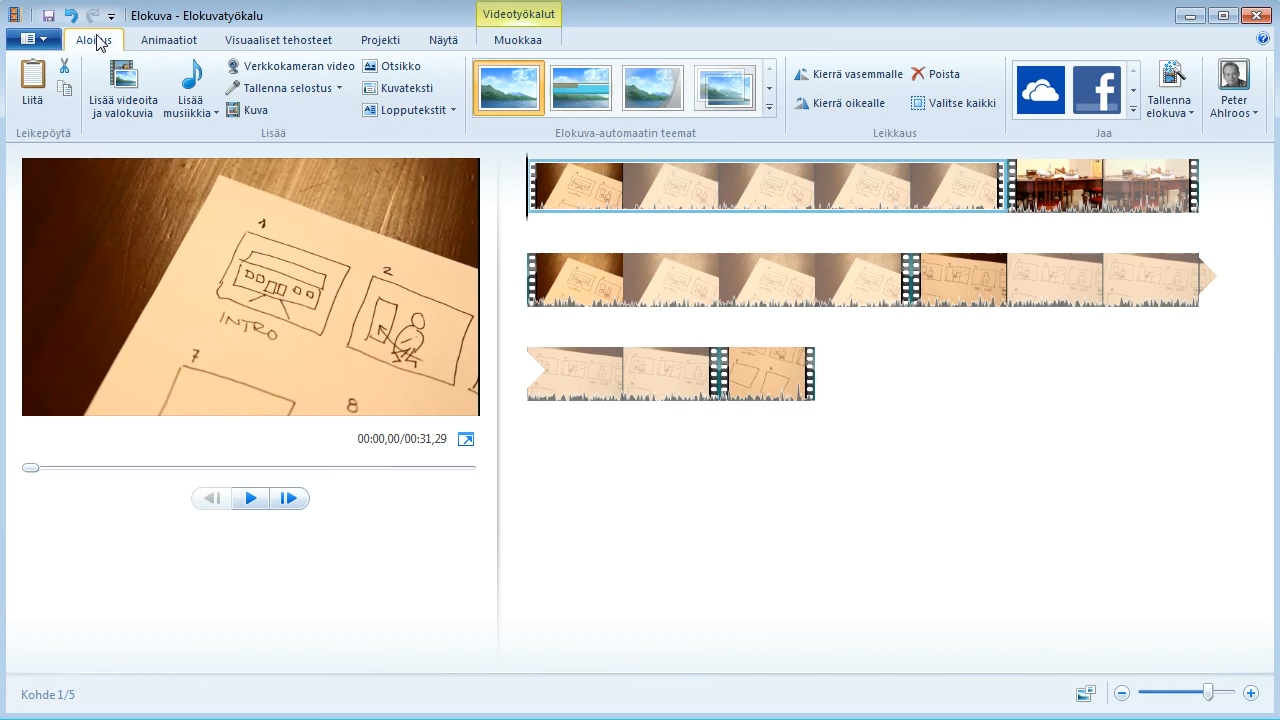 Elokuva - Elokuvatyökalu
Videotyökalut
Animaatiot
Visuaaliset tehosteet
Projekti
Näytä
Muokkaa
Liitä
Lisää videoita ja valokuvia
Lisää musiikkia
Verkkokameran video
Tallenna selostus
Kuva
Otsikko
Kuvateksti
Lopputekstit
Kierrä vasemmalle
Kierrä oikealle
Poista
Valitse kaikki
Tallenna elokuva
Peter Ahlroos
Leikepöytä
Lisää
Elokuva-automaatin teemat
Leikkaus
Jaa
1
2
INTRO
7
8
00:00,00/00:31,29
Kohde 1/5